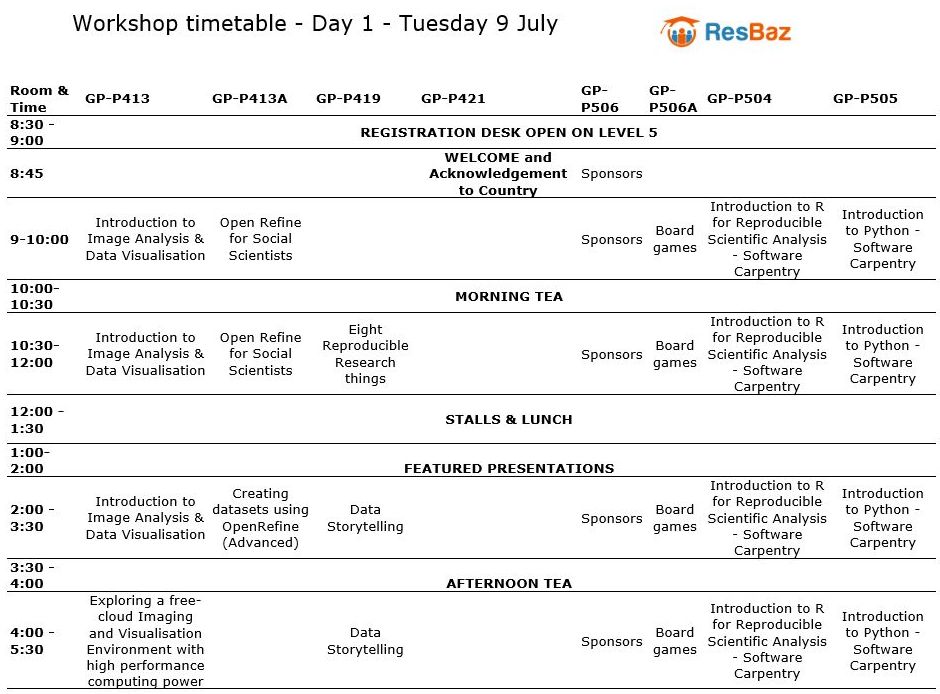 Workshop timetable - Day 1 - Tuesday 9 July
ResBaz
Room & Time GP-P413 GP-P413A GP-P419 GP-P421 GP-P506 GP-P506A GP-P504 GP-P505
8:30 - 9:00 REGISTRATION DESK OPEN ON LEVEL 5
8:45 WELCOME and Acknowledgement to Country Sponsors
9-10:00 Introduction to Image Analysis & Data Visualisation Open Refine for Social Scientists Sponsors Board games Introduction to R for Reproducible Scientific Analysis - Software Carpentry Introduction to Python - Software Carpentry
10:00-10:30 MORNING TEA
10:30-12:00 Introduction to Image Analysis & Data Visualisation Open Refine for Social Scientists Eight Reproducible Research things Sponsors Board games Introduction to R for Reproducible Scientific Analysis - Software Carpentry Introduction to Python - Software Carpentry
12:00 - 1:30 STALLS & LUNCH
1:00-2:00 FEATURED PRESENTATIONS
2:00 - 3:30 Introduction to Image Analysis & Data Visualisation Creating datasets using OpenRefine (Advanced) Data Storytelling Sponsors Board games Introduction to R for Reproducible Scientific Analysis - Software Carpentry Introduction to Python - Software Carpentry
3:30 - 4:00 AFTERNOON TEA
4:00 - 5:30 Exploring a free-cloud Imaging and Visualisation Environment with high performance computing power Data Storytelling Sponsors Board games Introduction to R for Reproducible Scientific Analysis - Software Carpentry Introduction to Python - Software Carpentry